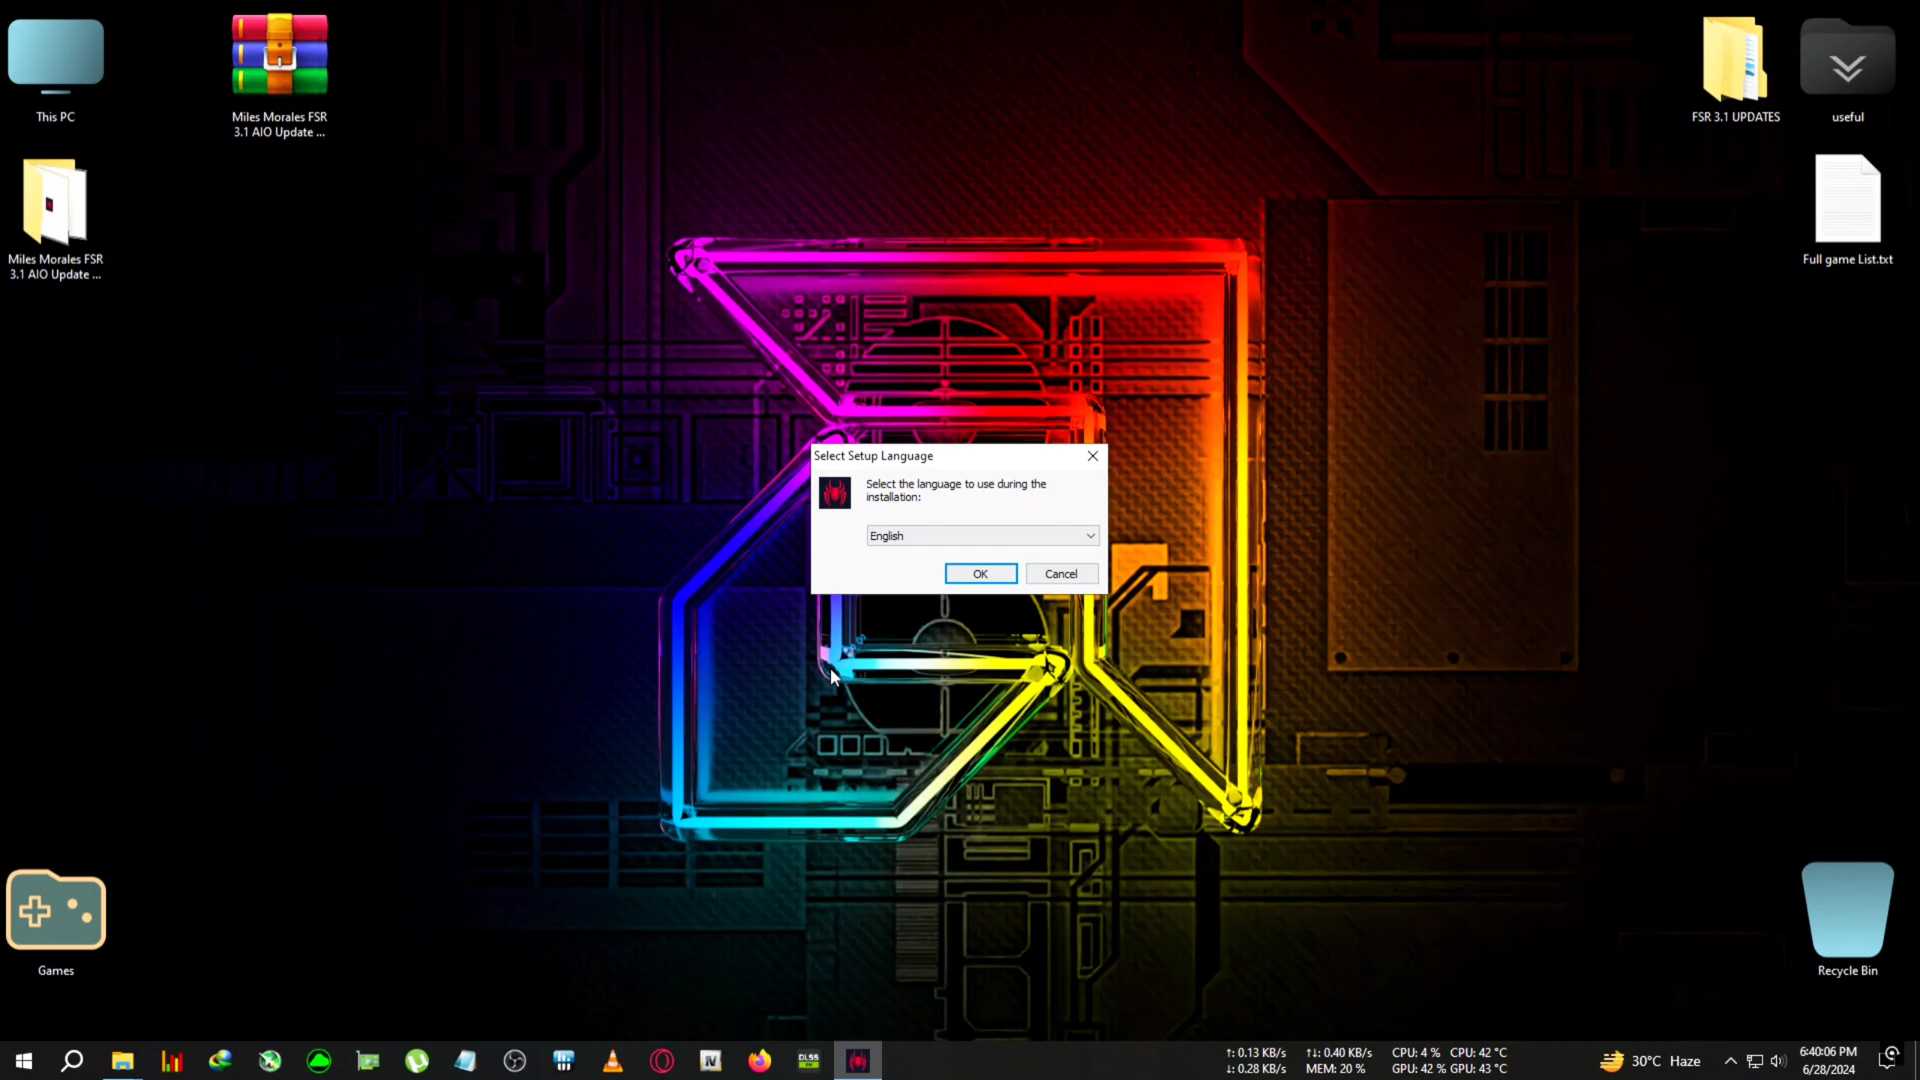 This PC
Miles Morales FSR
3.1 AIO Update ...
FSR 3.1 UPDATES
useful
Miles Morales FSR
3.1 AIO Update ...
Full game List.txt
Select Setup Language
Select the language to use during the
installation:
English
OK
Cancel
Games
Recycle Bin
↑: 0.13 KB/s
↓: 0.28 KB/s
↑↓: 0.40 KB/s
MEM: 20 %
CPU: 4 % CPU: 42 °C
GPU: 42 % GPU: 43 °C
30°C Haze
6:40:06 PM
6/28/2024
IV
DLSS